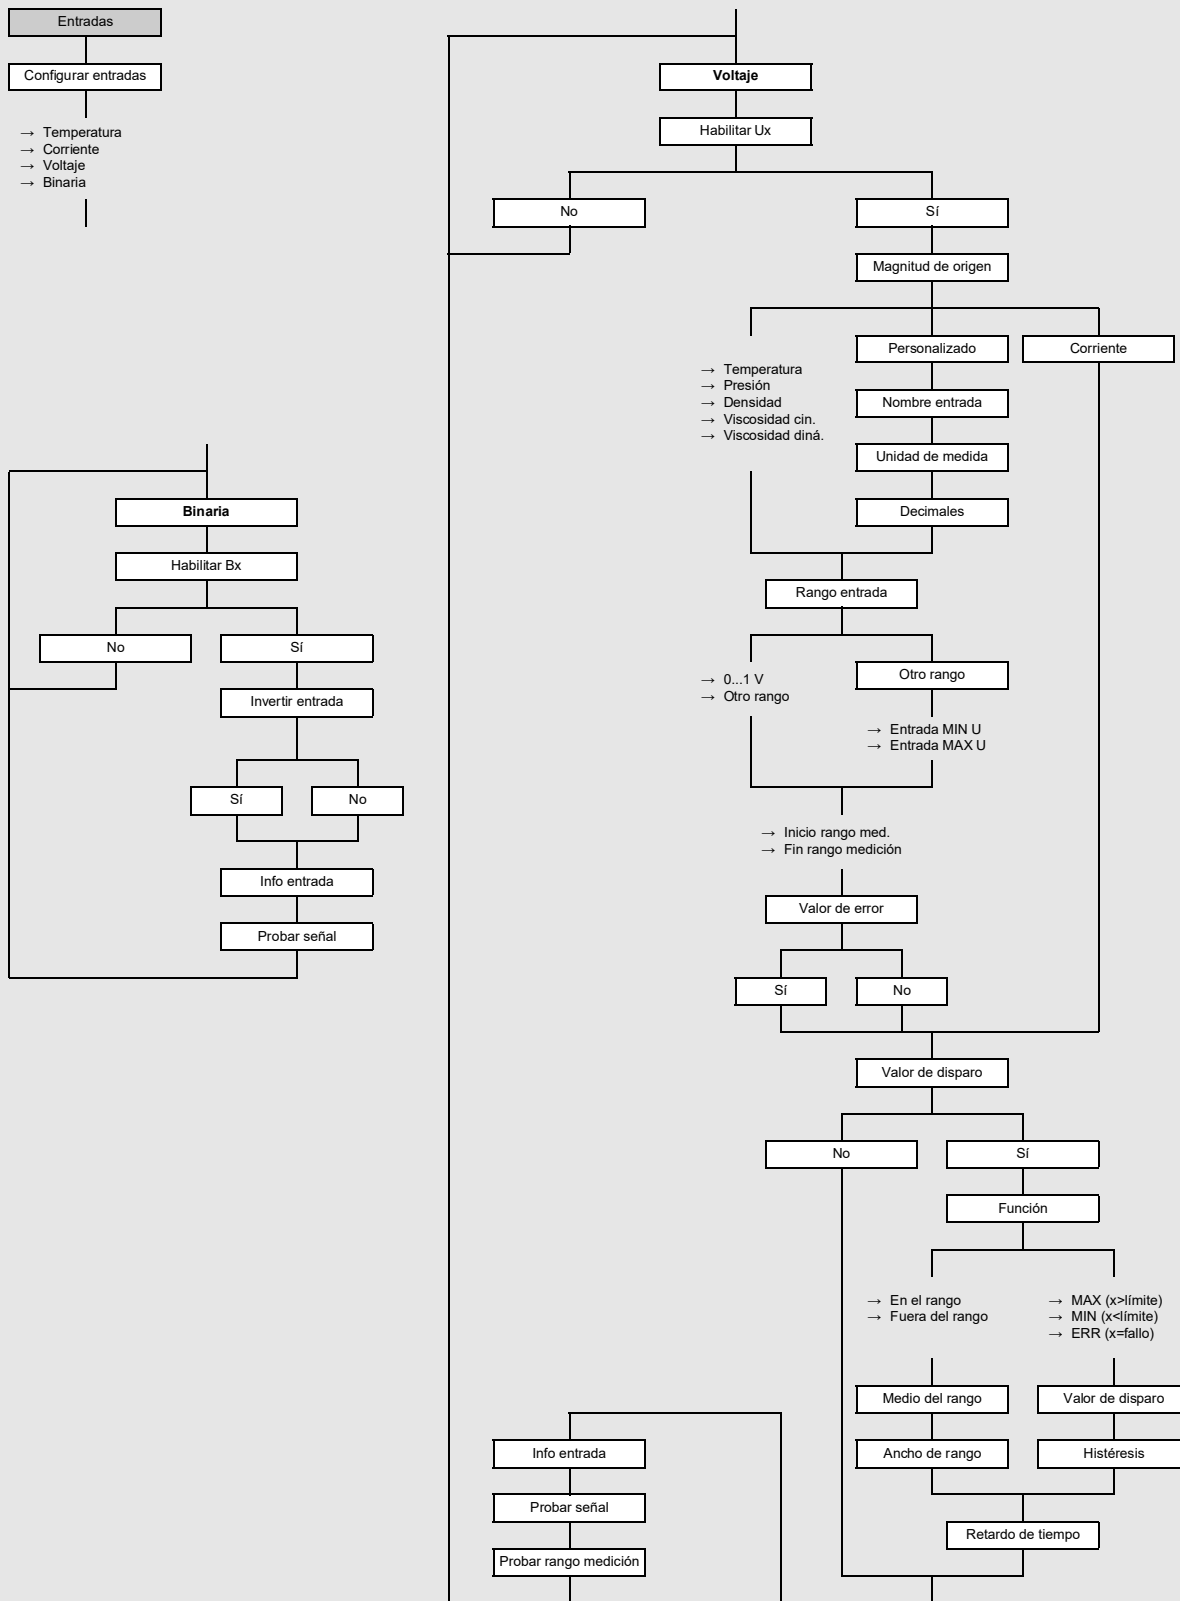 Entradas
Configurar entradas
→ Temperatura
→ Corriente
→ Voltaje
→ Binaria
Binaria
Habilitar Bx
No
Sí
Invertir entrada
Sí
No
Info entrada
Probar señal
Voltaje
Habilitar Ux
No
Sí
Magnitud de origen
Personalizado
Corriente
→ Temperatura
→ Presión
→ Densidad
→ Viscosidad cin.
→ Viscosidad diná.
Nombre entrada
Unidad de medida
Decimales
Rango entrada
→ 0...1 V
→ Otro rango
Otro rango
→ Entrada MIN U
→ Entrada MAX U
→ Inicio rango med.
→ Fin rango medición
Valor de error
Sí
No
Valor de disparo
No
Sí
Función
→ En el rango
→ Fuera del rango
→ MAX (x>límite)
→ MIN (x<límite)
→ ERR (x=fallo)
Medio del rango
Valor de disparo
Ancho de rango
Histéresis
Retardo de tiempo
Info entrada
Probar señal
Probar rango medición